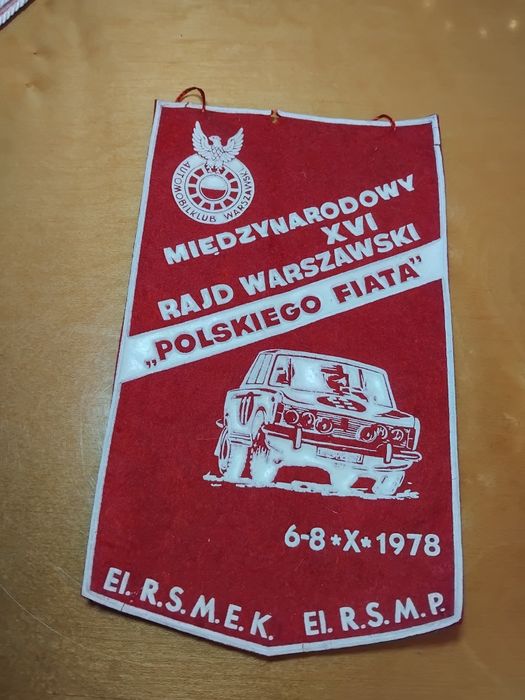 AUTOMOBILKLUB WARSZAWSKI
MIĘDZYNARODOWY
XVI
RAJD WARSZAWSKI
„POLSKIEGO FIATA"
6-8*X*1978
El. R.S.M.E.K. El. R.S.M.P.